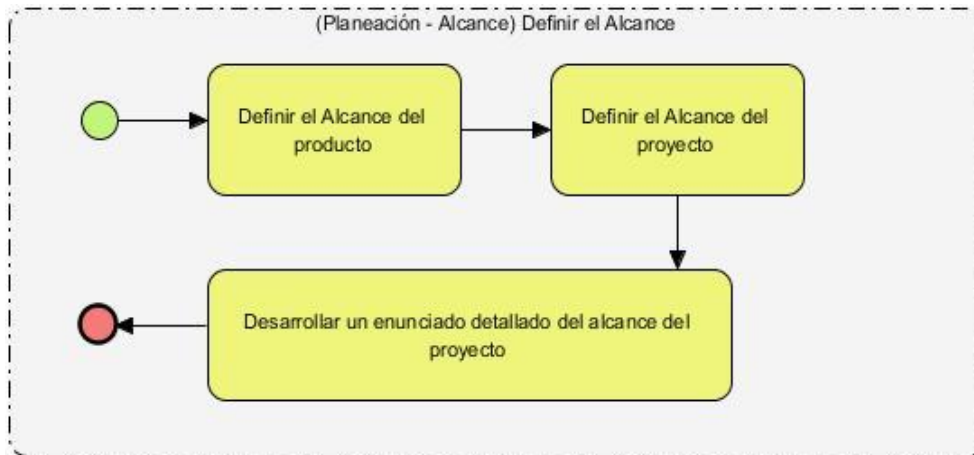 (Planeación - Alcance) Definir el Alcance
Definir el Alcance del
producto
Definir el Alcance del
proyecto
Desarrollar un enunciado detallado del alcance del
proyecto